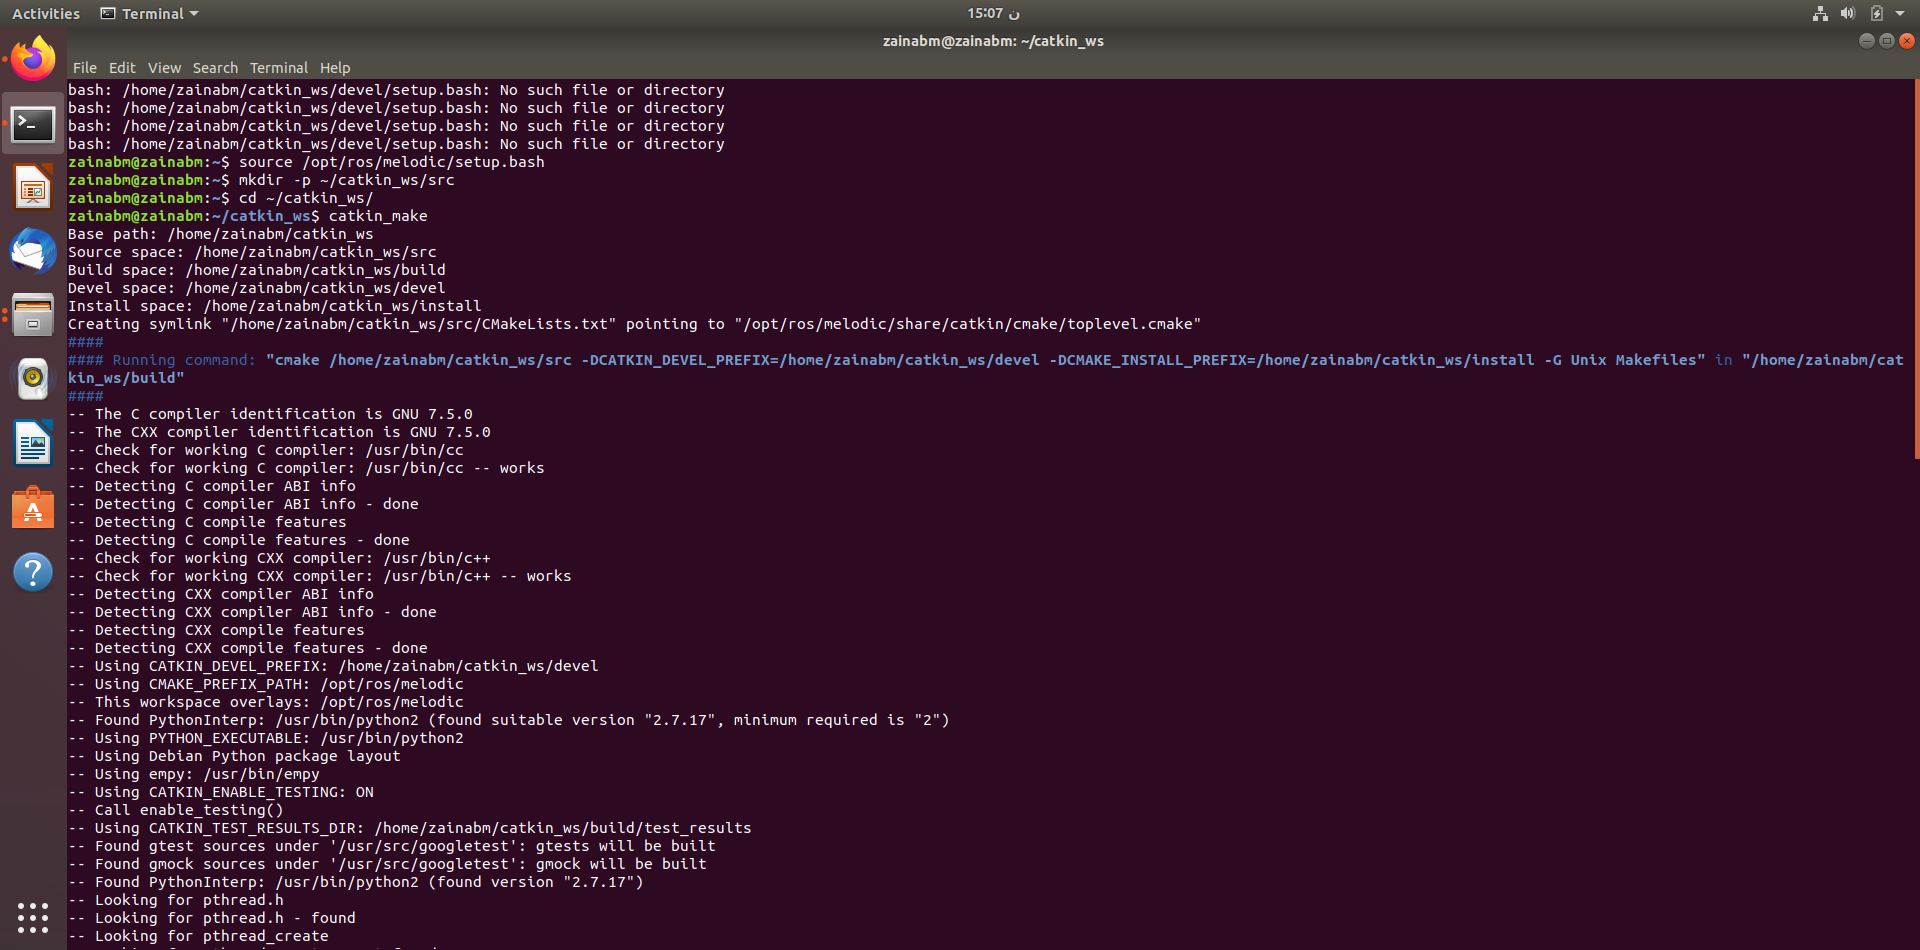 Activities
Terminal
15:07 ن
zainabm@zainabm: ~/catkin_ws
File Edit View Search Terminal Help
bash: /home/zainabm/catkin_ws/devel/setup.bash: No such file or directory
bash: /home/zainabm/catkin_ws/devel/setup.bash: No such file or directory
bash: /home/zainabm/catkin_ws/devel/setup.bash: No such file or directory
bash: /home/zainabm/catkin_ws/devel/setup.bash: No such file or directory
zainabm@zainabm:~$ source /opt/ros/melodic/setup.bash
zainabm@zainabm:~$ mkdir -p ~/catkin_ws/src
zainabm@zainabm:~$ cd ~/catkin_ws/
zainabm@zainabm:~/catkin_ws$ catkin_make
Base path: /home/zainabm/catkin_ws
Source space: /home/zainabm/catkin_ws/src
Build space: /home/zainabm/catkin_ws/build
Devel space: /home/zainabm/catkin_ws/devel
Install space: /home/zainabm/catkin_ws/install
Creating symlink "/home/zainabm/catkin_ws/src/CMakeLists.txt" pointing to "/opt/ros/melodic/share/catkin/cmake/toplevel.cmake"
####
#### Running command: "cmake /home/zainabm/catkin_ws/src -DCATKIN_DEVEL_PREFIX=/home/zainabm/catkin_ws/devel -DCMAKE_INSTALL_PREFIX=/home/zainabm/catkin_ws/install -G Unix Makefiles" in "/home/zainabm/cat
kin_ws/build"
####
-- The C compiler identification is GNU 7.5.0
-- The CXX compiler identification is GNU 7.5.0
-- Check for working C compiler: /usr/bin/cc
-- Check for working C compiler: /usr/bin/cc -- works
-- Detecting C compiler ABI info
-- Detecting C compiler ABI info - done
-- Detecting C compile features
-- Detecting C compile features - done
-- Check for working CXX compiler: /usr/bin/c++
-- Check for working CXX compiler: /usr/bin/c++ -- works
-- Detecting CXX compiler ABI info
-- Detecting CXX compiler ABI info - done
-- Detecting CXX compile features
-- Detecting CXX compile features - done
-- Using CATKIN_DEVEL_PREFIX: /home/zainabm/catkin_ws/devel
-- Using CMAKE_PREFIX_PATH: /opt/ros/melodic
-- This workspace overlays: /opt/ros/melodic
-- Found PythonInterp: /usr/bin/python2 (found suitable version "2.7.17", minimum required is "2")
-- Using PYTHON_EXECUTABLE: /usr/bin/python2
-- Using Debian Python package layout
-- Using empy: /usr/bin/empy
-- Using CATKIN_ENABLE_TESTING: ON
-- Call enable_testing()
-- Using CATKIN_TEST_RESULTS_DIR: /home/zainabm/catkin_ws/build/test_results
-- Found gtest sources under '/usr/src/googletest': gtests will be built
-- Found gmock sources under '/usr/src/googletest': gmock will be built
-- Found PythonInterp: /usr/bin/python2 (found version "2.7.17")
-- Looking for pthread.h
-- Looking for pthread.h - found
-- Looking for pthread_create